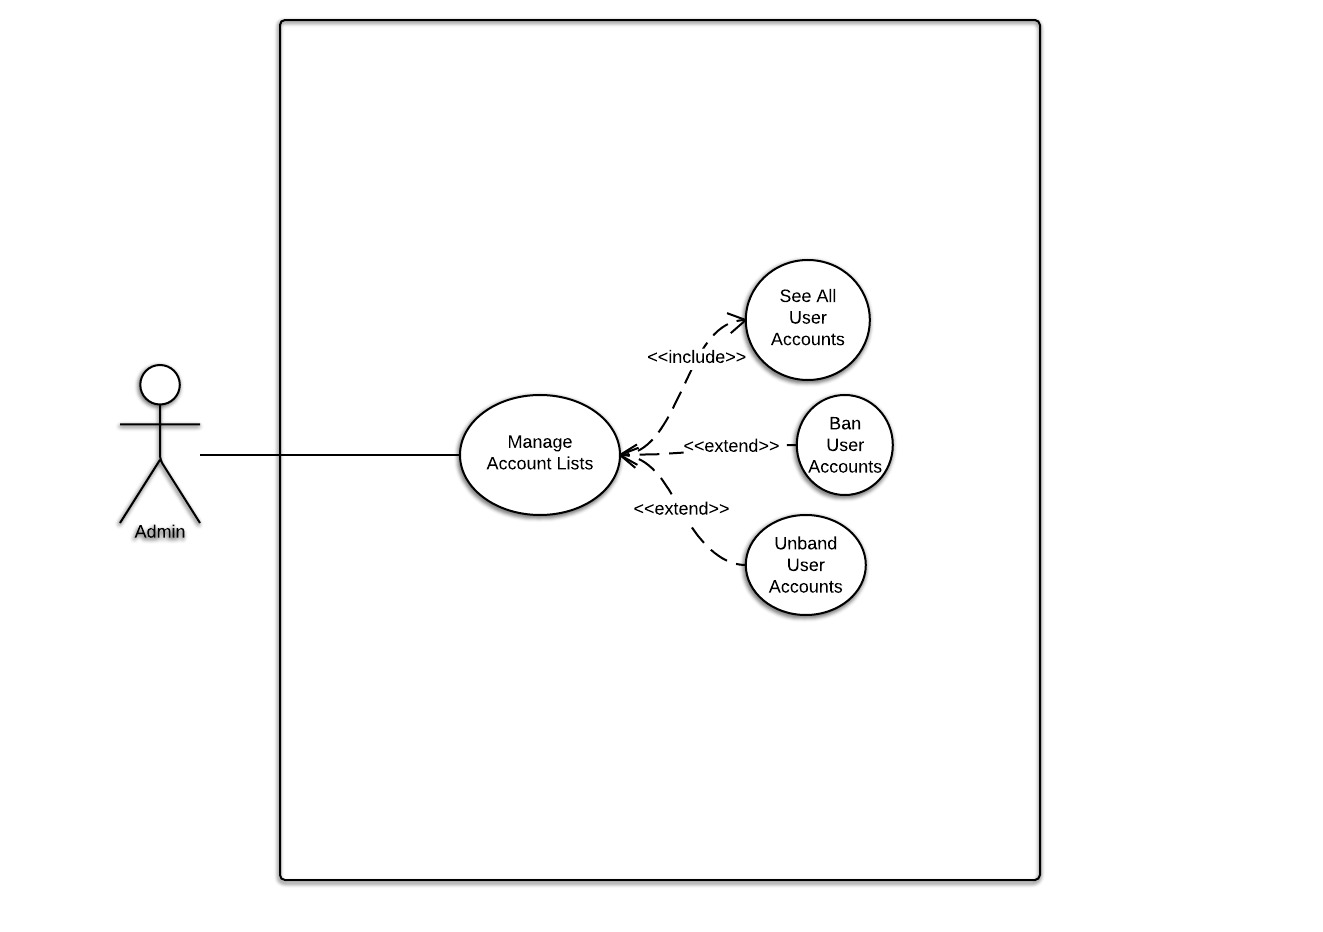 See All
User
Accounts
<<include>>
Ban
User
Accounts
<<extend>>
Manage
Account Lists
<<extend>>
Admin
Unband
User
Accounts